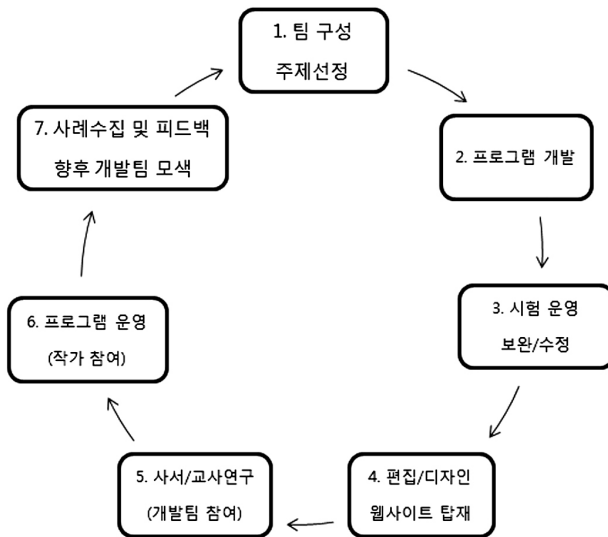 1. 팀 구성
주제선정
2. 프로그램 개발
3. 시험 운영
보완/수정
4. 편집/디자인
웹사이트 탑재
5. 사서/교사연구
(개발팀 참여)
6. 프로그램 운영
(작가 참여)
7. 사례수집 및 피드백
향후 개발팀 모색